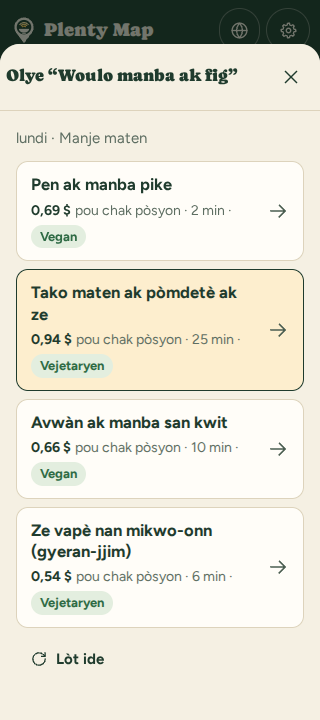 Plenty Map
Olye “Woulo manba ak fig”
lundi · Manje maten
Pen ak manba pike
0,69 $ pou chak pòsyon · 2 min ·
Vegan
Tako maten ak pòmdetè ak
ze
0,94 $ pou chak pòsyon · 25 min ·
Vejetaryen
Avwàn ak manba san kwit
0,66 $ pou chak pòsyon · 10 min ·
Vegan
Ze vapè nan mikwo-onn
(gyeran-jjim)
0,54 $ pou chak pòsyon · 6 min ·
Vejetaryen
Lòt ide